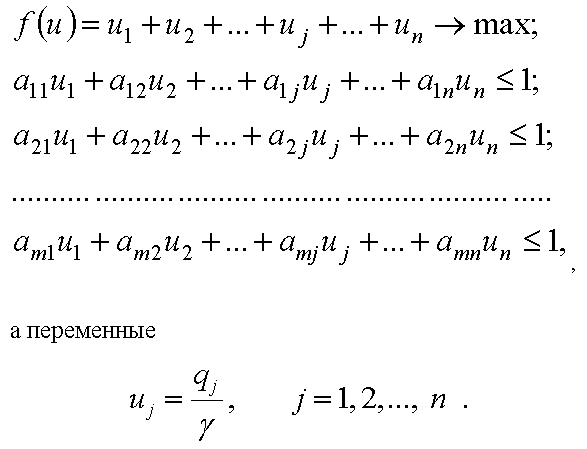 f(u) = u₁ + u₂ + ... + uⱼ + ... + uₙ → max;
a₁₁u₁ + a₁₂u₂ + ... + a₁ⱼuⱼ + ... + a₁ₙuₙ ≤ 1;
a₂₁u₁ + a₂₂u₂ + ... + a₂ⱼuⱼ + ... + a₂ₙuₙ ≤ 1;
.......... ............ ............ ............ ........... .....
aₘ₁u₁ + aₘ₂u₂ + ... + aₘⱼuⱼ + ... + aₘₙuₙ ≤ 1, ,
а переменные
uⱼ = qⱼ/γ, j = 1, 2, ..., n .